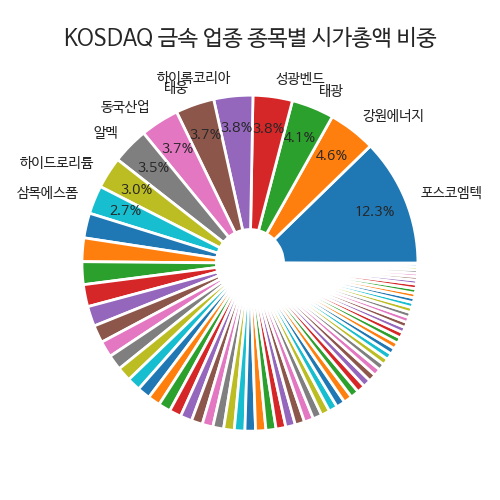 KOSDAQ 금속 업종 종목별 시가총액 비중
하이록코리아
성광벤드
태웅
태광
동국산업
강원에너지
알멕
하이드로리튬
삼목에스폼
포스코엠텍
3.8%
3.8%
3.7%
4.1%
3.7%
4.6%
3.5%
3.0%
2.7%
12.3%